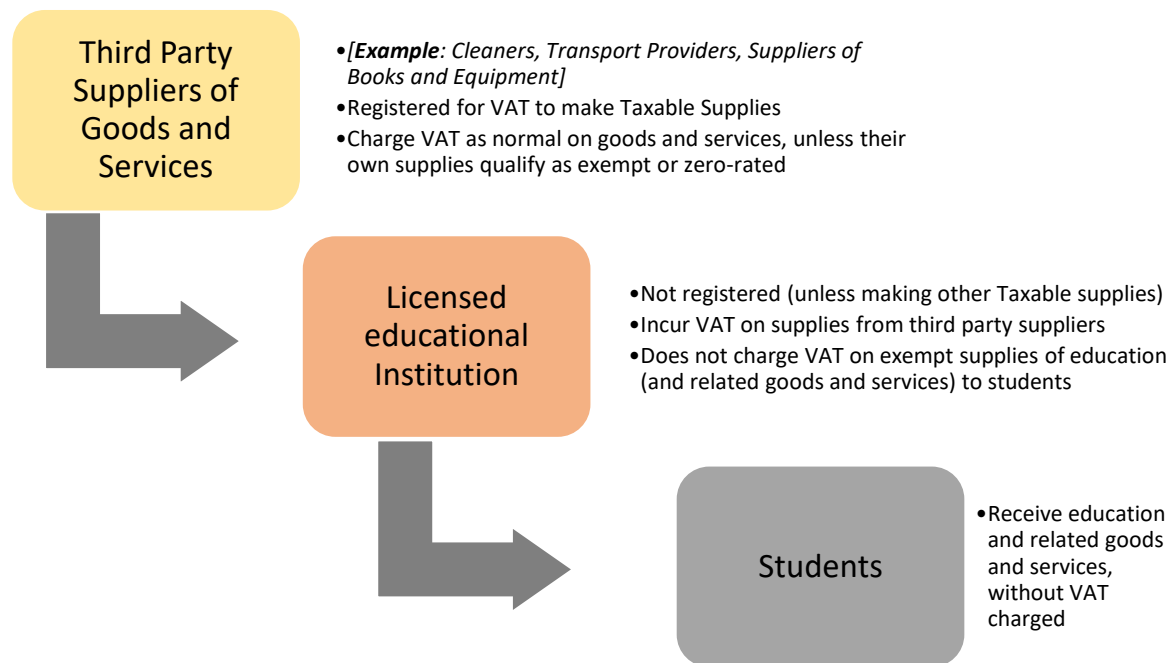 Third Party
Suppliers of
Goods and
Services
•[Example: Cleaners, Transport Providers, Suppliers of
Books and Equipment]
•Registered for VAT to make Taxable Supplies
•Charge VAT as normal on goods and services, unless their
own supplies qualify as exempt or zero-rated
Licensed
educational
Institution
•Not registered (unless making other Taxable supplies)
•Incur VAT on supplies from third party suppliers
•Does not charge VAT on exempt supplies of education
(and related goods and services) to students
Students
•Receive education
and related goods
and services,
without VAT
charged